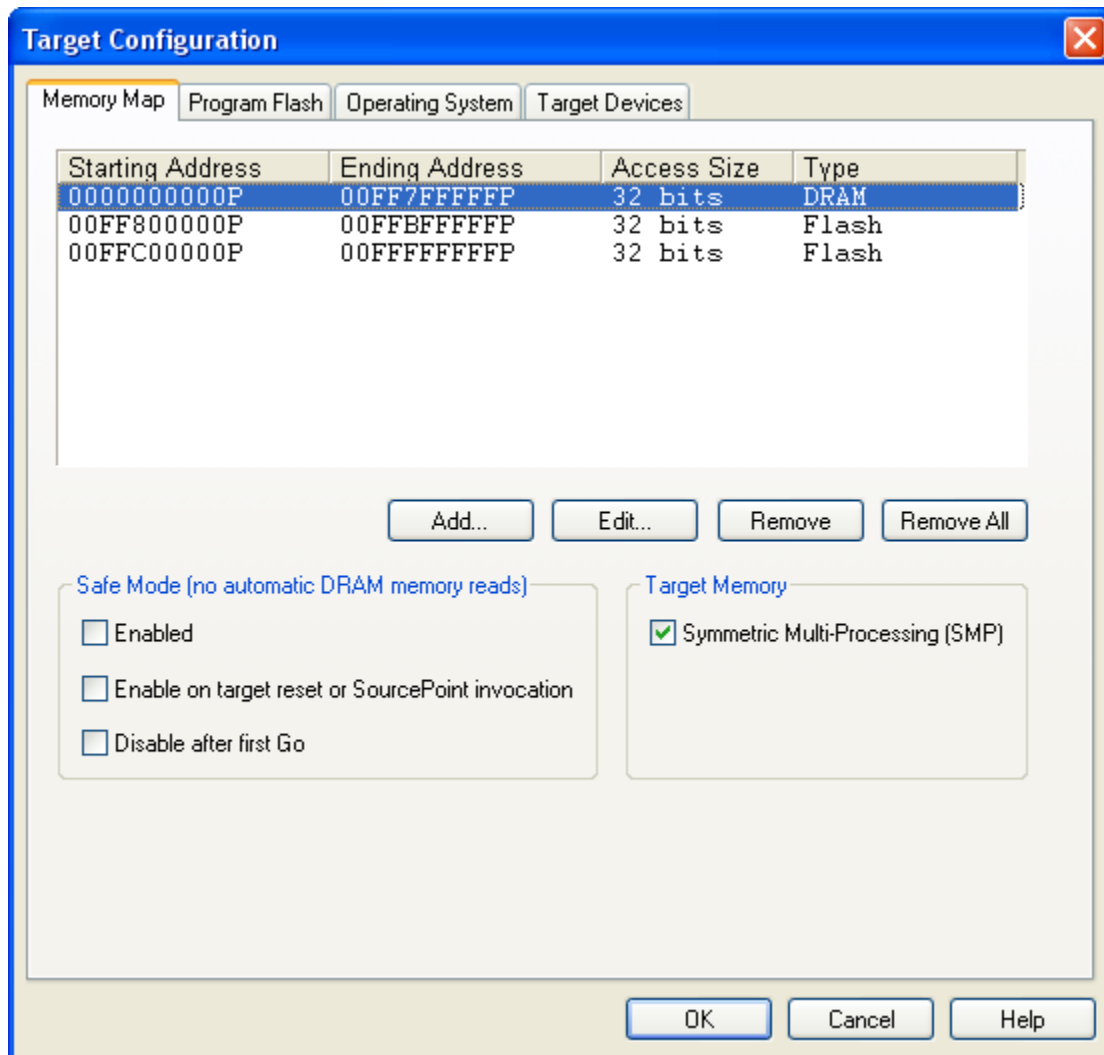 Target Configuration
Memory Map Program Flash Operating System Target Devices
Starting Address Ending Address Access Size Type
0000000000P 00FF7FFFFFP 32 bits DRAM
00FF800000P 00FFBFFFFFP 32 bits Flash
00FFC00000P 00FFFFFFFFP 32 bits Flash
Add... Edit... Remove Remove All
Safe Mode (no automatic DRAM memory reads) Target Memory
Enabled Symmetric Multi-Processing (SMP)
Enable on target reset or SourcePoint invocation
Disable after first Go
OK Cancel Help